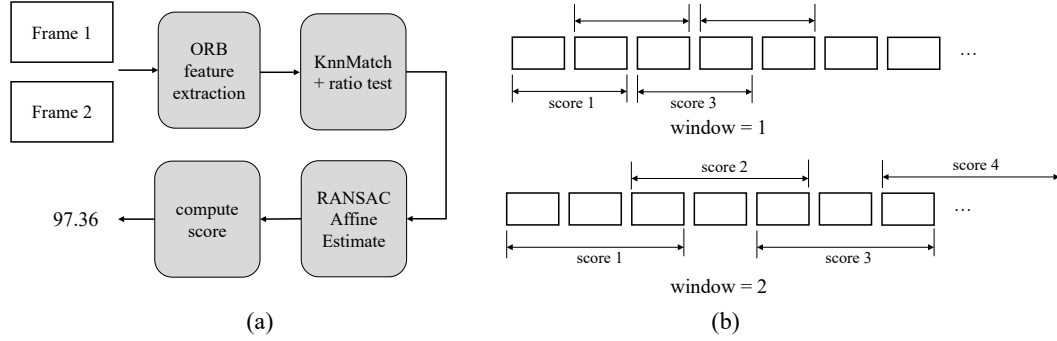 Frame 1
Frame 2
ORB
feature
extraction
KnnMatch
+ ratio test
RANSAC
Affine
Estimate
compute
score
97.36
(a)
...
score 1
score 3
window = 1
score 2
score 4
...
score 1
score 3
window = 2
(b)